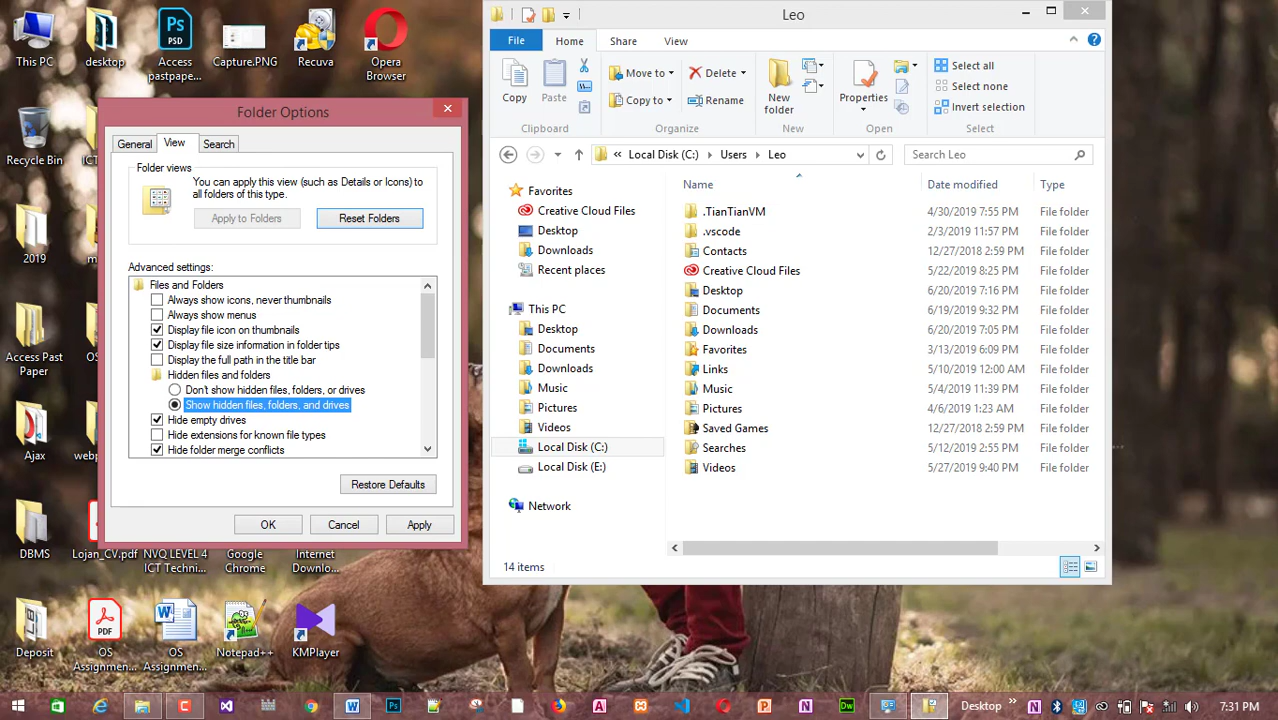 This PC
desktop
Access pastpape...
Capture.PNG
Recuva
Opera Browser
Recycle Bin
2019
Access Past Paper
Ajax
DBMS
Lojan_CV.pdf
NVQ LEVEL 4 ICT Techni...
Google Chrome
Internet Downlo...
Deposit
OS Assignmen...
OS Assignmen...
Notepad++
KMPlayer
Folder Options
General
View
Search
Folder views
You can apply this view (such as Details or Icons) to
all folders of this type.
Apply to Folders
Reset Folders
Advanced settings:
Files and Folders
Always show icons, never thumbnails
Always show menus
Display file icon on thumbnails
Display file size information in folder tips
Display the full path in the title bar
Hidden files and folders
Don't show hidden files, folders, or drives
Show hidden files, folders, and drives
Hide empty drives
Hide extensions for known file types
Hide folder merge conflicts
Restore Defaults
OK
Cancel
Apply
Leo
File
Home
Share
View
Copy
Paste
Move to
Copy to
Delete
Rename
New folder
Properties
Select all
Select none
Invert selection
Clipboard
Organize
New
Open
Select
« Local Disk (C:) Users Leo
Search Leo
Favorites
Creative Cloud Files
Desktop
Downloads
Recent places
This PC
Desktop
Documents
Downloads
Music
Pictures
Videos
Local Disk (C:)
Local Disk (E:)
Network
Name Date modified Type
.TianTianVM 4/30/2019 7:55 PM File folder
.vscode 2/3/2019 11:57 PM File folder
Contacts 12/27/2018 2:59 PM File folder
Creative Cloud Files 5/22/2019 8:25 PM File folder
Desktop 6/20/2019 7:16 PM File folder
Documents 6/19/2019 9:32 PM File folder
Downloads 6/20/2019 7:05 PM File folder
Favorites 3/13/2019 6:09 PM File folder
Links 5/10/2019 12:00 AM File folder
Music 5/4/2019 11:39 PM File folder
Pictures 4/6/2019 1:23 AM File folder
Saved Games 12/27/2018 2:59 PM File folder
Searches 5/12/2019 2:55 PM File folder
Videos 5/27/2019 9:40 PM File folder
14 items
Desktop
7:31 PM